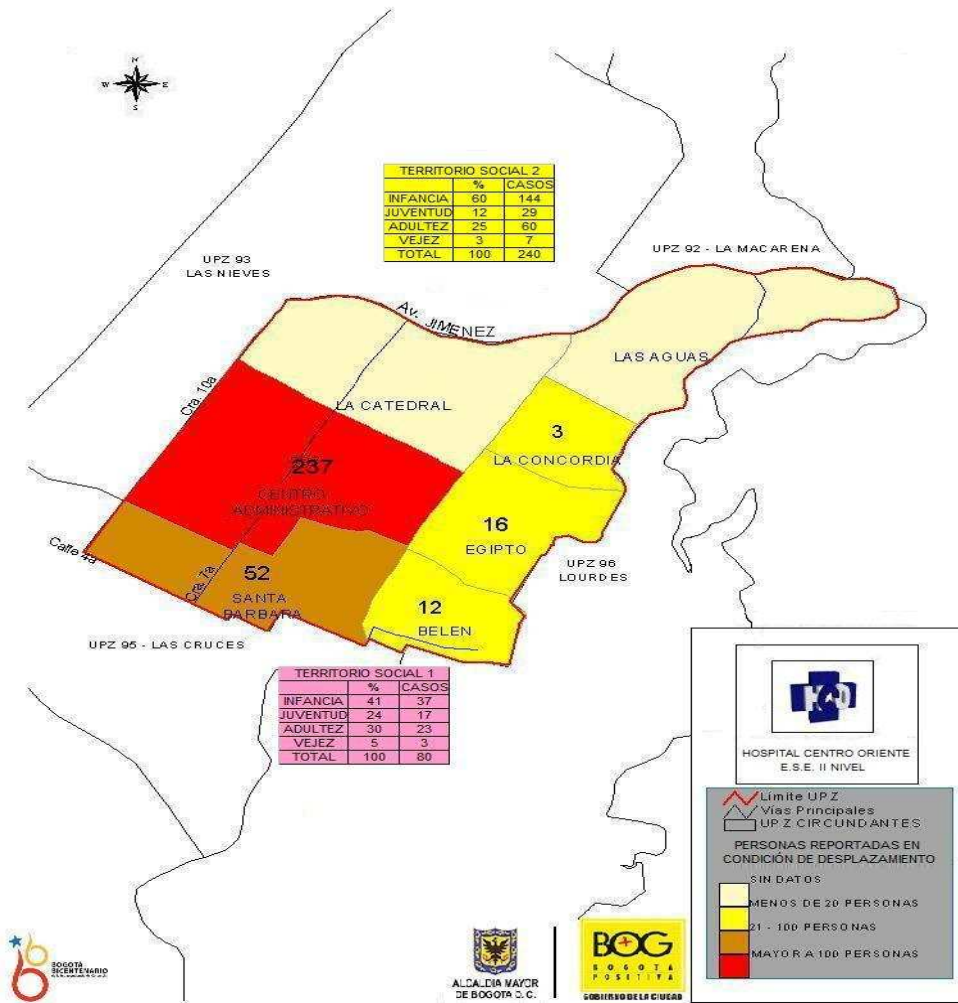 N
W E
S
TERRITORIO SOCIAL 2
% CASOS
INFANCIA 60 144
JUVENTUD 12 29
ADULTEZ 25 60
VEJEZ 3 7
TOTAL 100 240
UPZ 92 - LA MACARENA
UPZ 93
LAS NIEVES
Av. JIMENEZ
LAS AGUAS
Cra. 10a
LA CATEDRAL
3
LA CONCORDIA
237
CENTRO
ADMINISTRATIVO
16
EGIPTO
Calle 4a
Cra. 7a
52
SANTA
BARBARA
UPZ 96
LOURDES
12
BELEN
UPZ 95 - LAS CRUCES
TERRITORIO SOCIAL 1
% CASOS
INFANCIA 41 37
JUVENTUD 24 17
ADULTEZ 30 23
VEJEZ 5 3
TOTAL 100 80
HOSPITAL CENTRO ORIENTE
E.S.E. II NIVEL
Límite UPZ
Vías Principales
UPZ CIRCUNDANTES
PERSONAS REPORTADAS EN
CONDICIÓN DE DESPLAZAMIENTO
SIN DATOS
MENOS DE 20 PERSONAS
21 - 100 PERSONAS
MAYOR A 100 PERSONAS
BOGOTÁ
BICENTENARIO
ALCALDIA MAYOR
DE BOGOTA D. C.
BOG
BOGOTA
POSITIVA
GOBIERNO DE LA CIUDAD